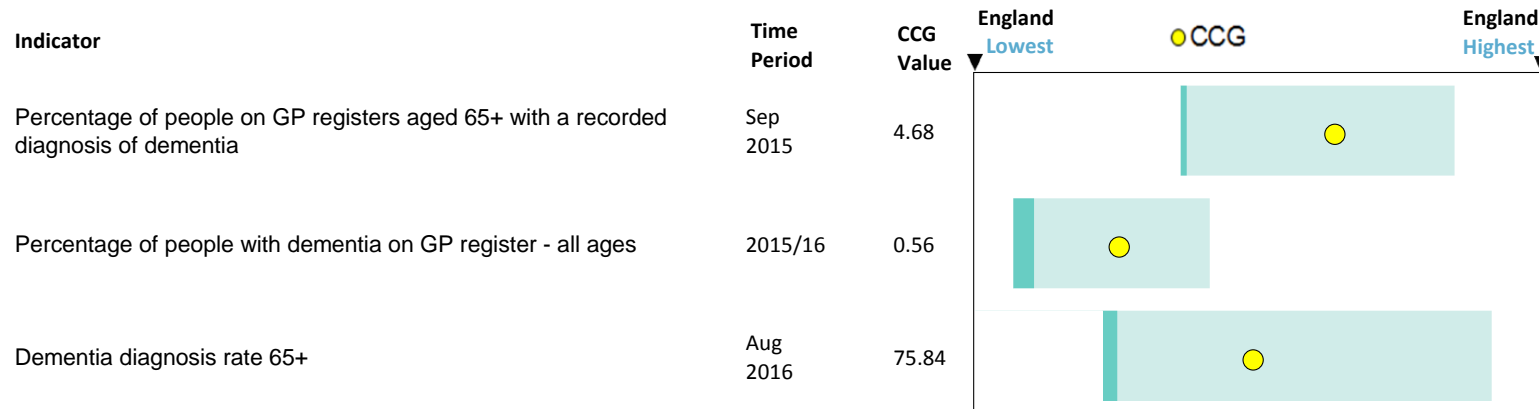 Indicator
Time Period
CCG Value
England Lowest
CCG
England Highest
Percentage of people on GP registers aged 65+ with a recorded
diagnosis of dementia
Sep
2015
4.68
Percentage of people with dementia on GP register - all ages
2015/16
0.56
Dementia diagnosis rate 65+
Aug
2016
75.84